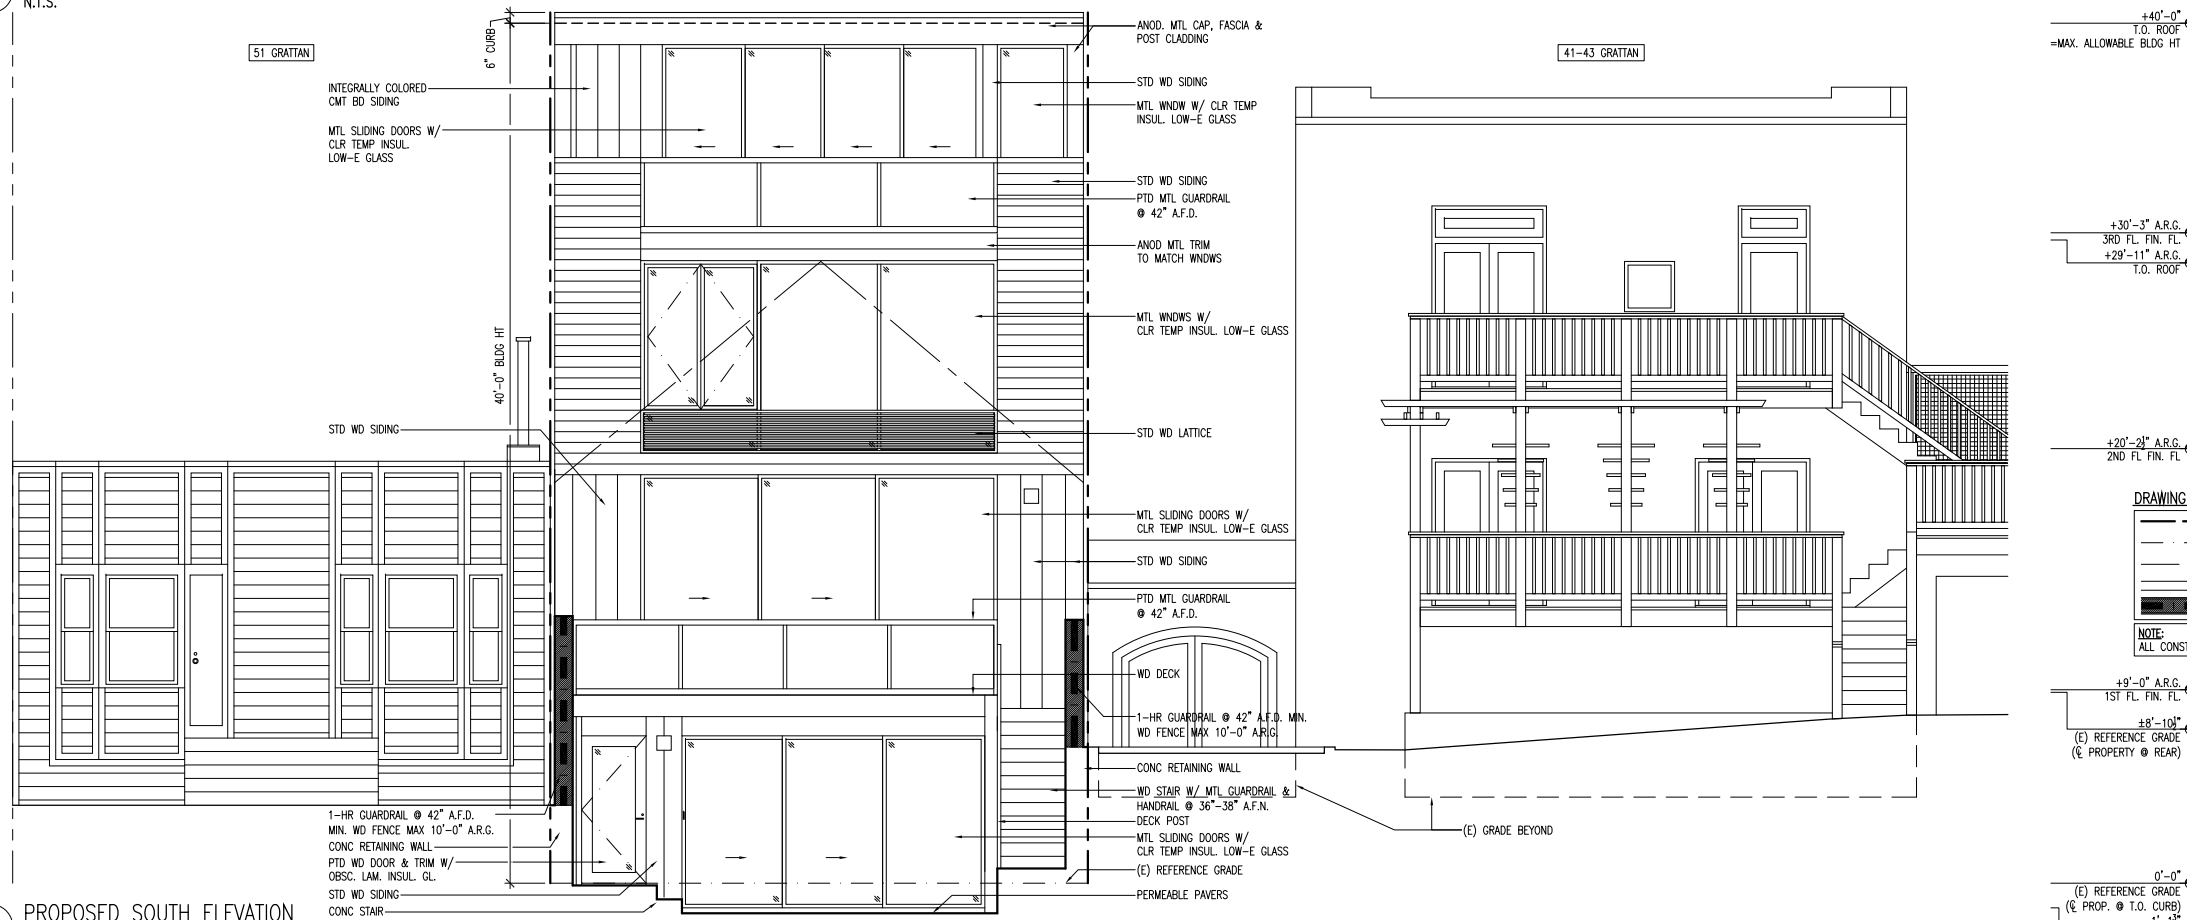 N.T.S.
51 GRATTAN
6" CURB
40'-0" BLDG HT
INTEGRALLY COLORED
CMT BD SIDING
MTL SLIDING DOORS W/
CLR TEMP INSUL.
LOW-E GLASS
STD WD SIDING
1-HR GUARDRAIL @ 42" A.F.D.
MIN. WD FENCE MAX 10'-0" A.R.G.
CONC RETAINING WALL
PTD WD DOOR & TRIM W/
OBSC. LAM. INSUL. GL.
STD WD SIDING
CONC STAIR
PROPOSED SOUTH ELEVATION
ANOD. MTL CAP, FASCIA &
POST CLADDING
STD WD SIDING
MTL WNDW W/ CLR TEMP
INSUL. LOW-E GLASS
STD WD SIDING
PTD MTL GUARDRAIL
@ 42" A.F.D.
ANOD MTL TRIM
TO MATCH WNDWS
MTL WNDWS W/
CLR TEMP INSUL. LOW-E GLASS
STD WD LATTICE
MTL SLIDING DOORS W/
CLR TEMP INSUL. LOW-E GLASS
STD WD SIDING
PTD MTL GUARDRAIL
@ 42" A.F.D.
WD DECK
1-HR GUARDRAIL @ 42" A.F.D. MIN.
WD FENCE MAX 10'-0" A.R.G.
CONC RETAINING WALL
WD STAIR W/ MTL GUARDRAIL &
HANDRAIL @ 36"-38" A.F.N.
DECK POST
MTL SLIDING DOORS W/
CLR TEMP INSUL. LOW-E GLASS
(E) REFERENCE GRADE
PERMEABLE PAVERS
41-43 GRATTAN
(E) GRADE BEYOND
+40'-0"
T.O. ROOF
=MAX. ALLOWABLE BLDG HT
+30'-3" A.R.G.
3RD FL. FIN. FL.
+29'-11" A.R.G.
T.O. ROOF
+20'-2½" A.R.G.
2ND FL FIN. FL
DRAWING
NOTE:
ALL CONST
+9'-0" A.R.G.
1ST FL. FIN. FL.
±8'-10½"
(E) REFERENCE GRADE
(℄ PROPERTY @ REAR)
0'-0"
(E) REFERENCE GRADE
(℄ PROP. @ T.O. CURB)